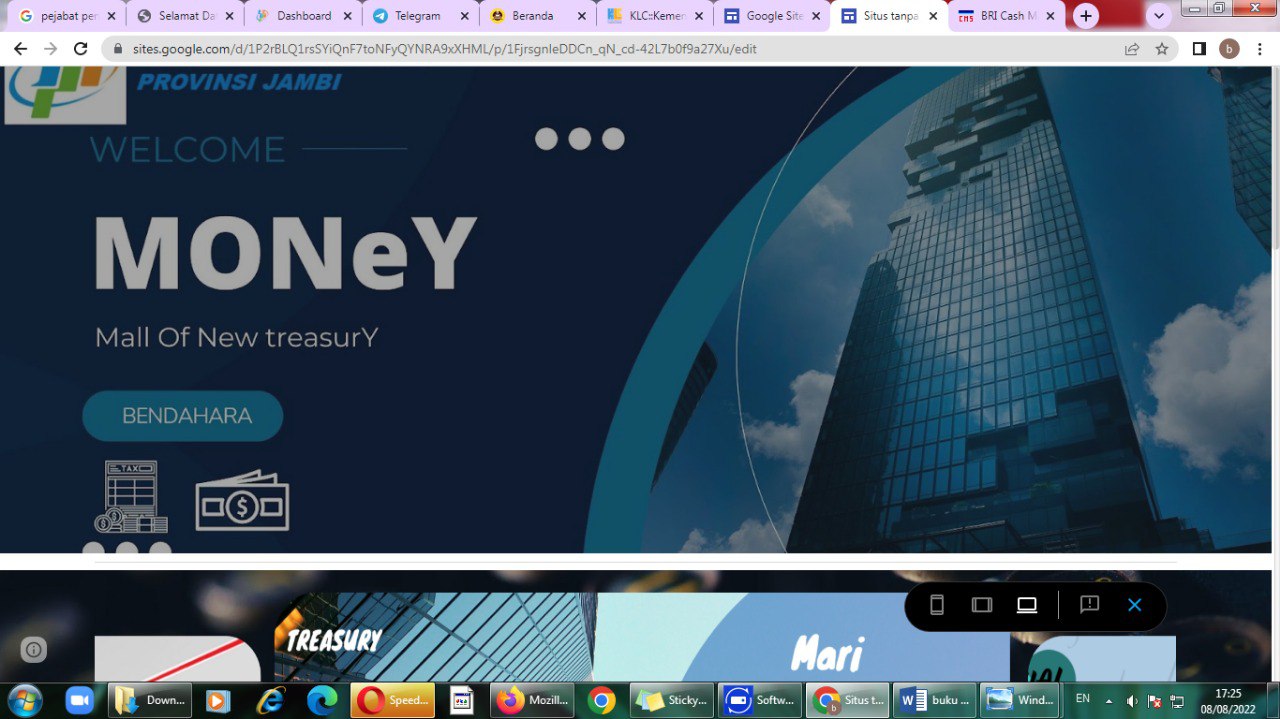 pejabat per
Selamat Da
Dashboard
Telegram
Beranda
KLC::Kemen
Google Site
Situs tanpa
CMS BRI Cash M
sites.google.com/d/1P2rBLQ1rsSYiQnF7toNFyQYNRA9xXHML/p/1FjrsgnIeDDCn_qN_cd-42L7b0f9a27Xu/edit
b
PROVINSI JAMBI
WELCOME
MONeY
Mall Of New treasurY
BENDAHARA
TAX
$
TREASURY
Mari
Down...
Speed...
Mozill...
Sticky...
Softw...
Situs t...
buku ...
Wind...
EN
17:25
08/08/2022